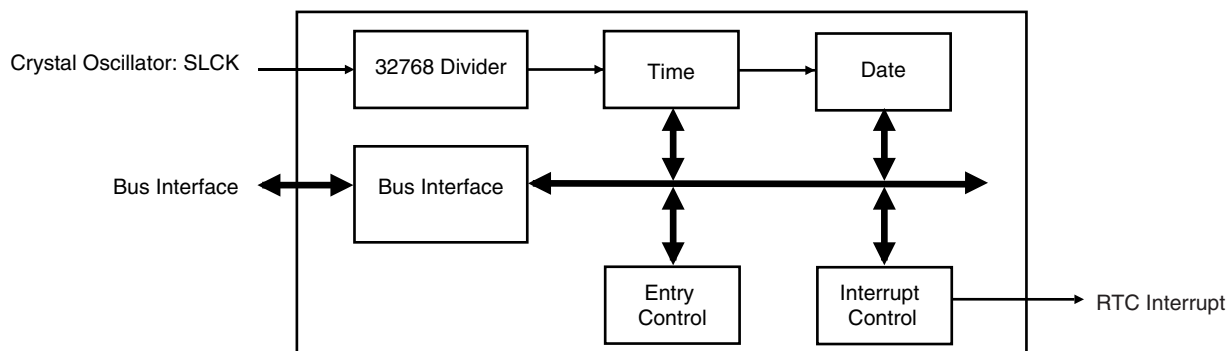 Crystal Oscillator: SLCK
32768 Divider
Time
Date
Bus Interface
Bus Interface
Entry
Control
Interrupt
Control
RTC Interrupt